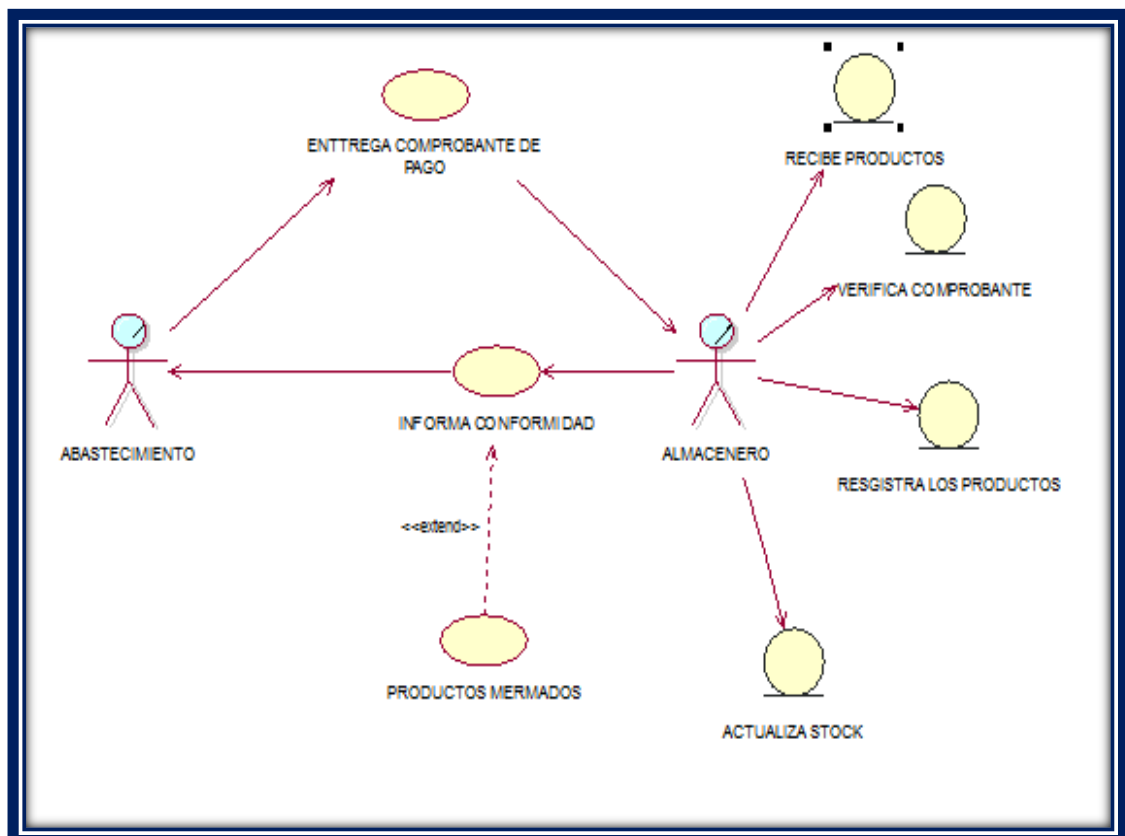 ENTTREGA COMPROBANTE DE
PAGO
RECIBE PRODUCTOS
VERIFICA COMPROBANTE
ABASTECIMIENTO
INFORMA CONFORMIDAD
ALMACENERO
RESGISTRA LOS PRODUCTOS
<<extend>>
PRODUCTOS MERMADOS
ACTUALIZA STOCK